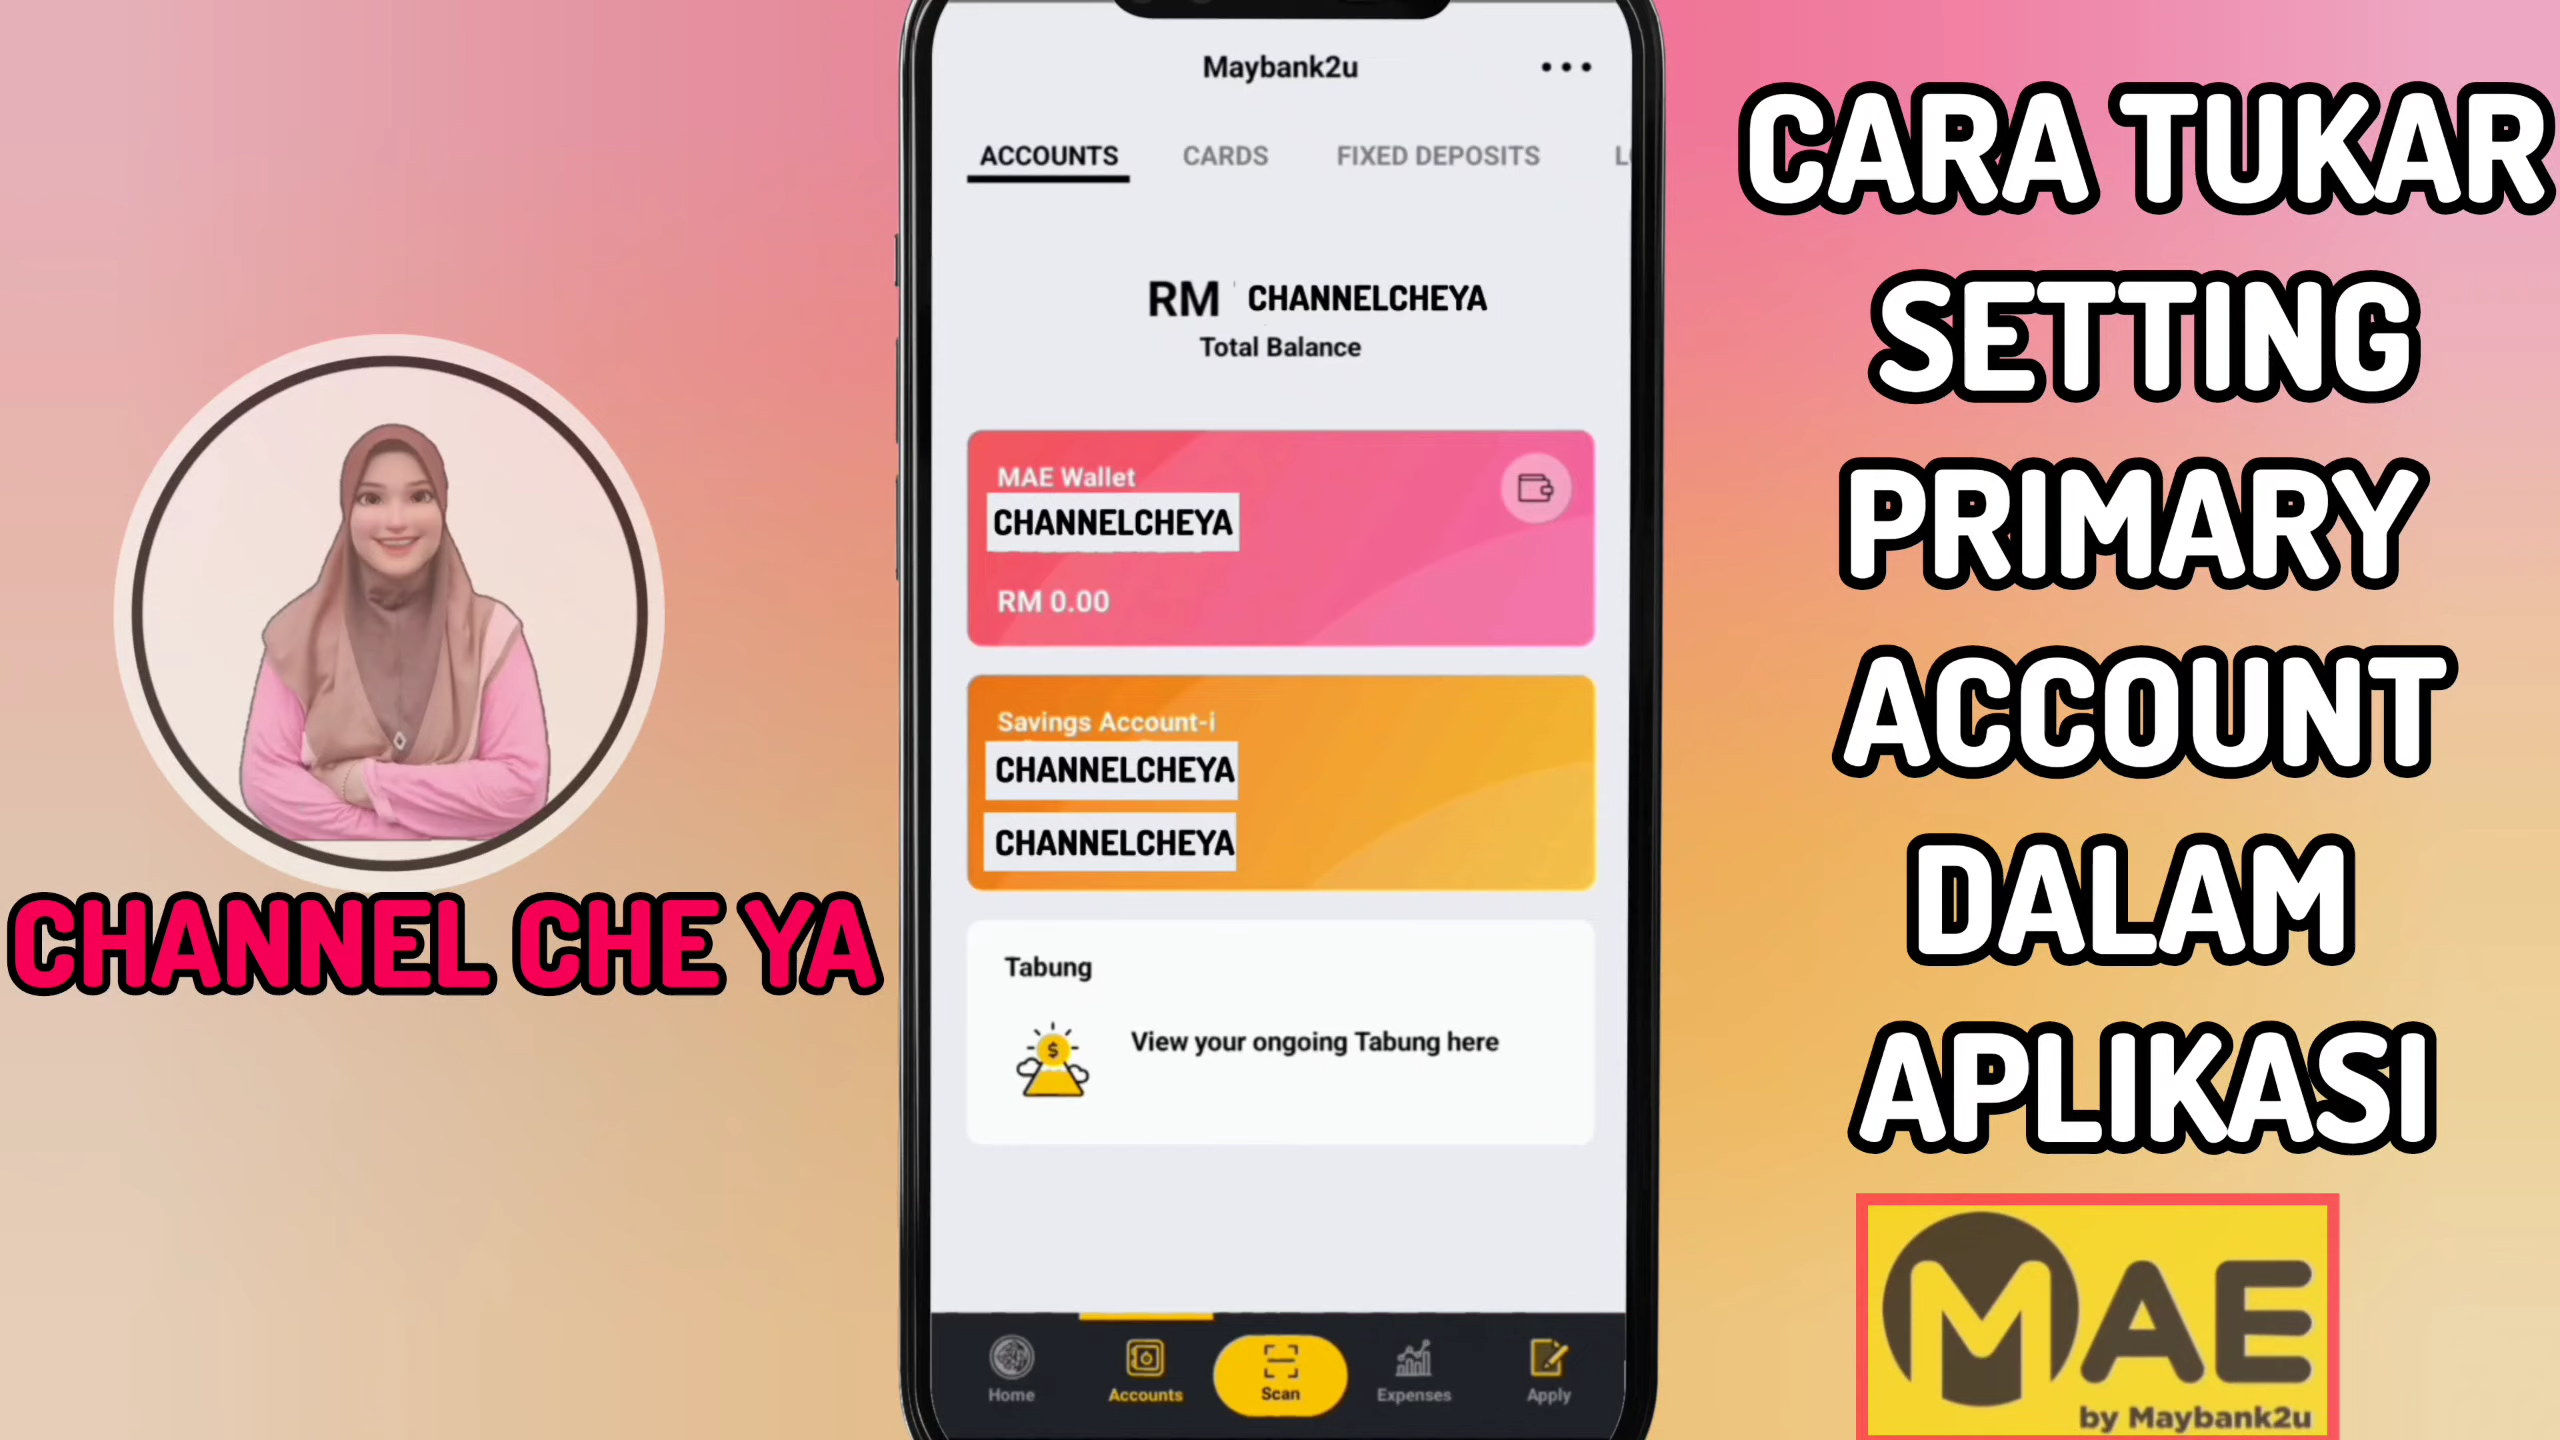 CHANNEL CHE YA
Maybank2u
ACCOUNTS CARDS FIXED DEPOSITS
RM CHANNELCHEYA
Total Balance
MAE Wallet
CHANNELCHEYA
RM 0.00
Savings Account-i
CHANNELCHEYA
CHANNELCHEYA
Tabung
$
View your ongoing Tabung here
Home Accounts Scan Expenses Apply
CARA TUKAR
SETTING
PRIMARY
ACCOUNT
DALAM
APLIKASI
MAE
by Maybank2u